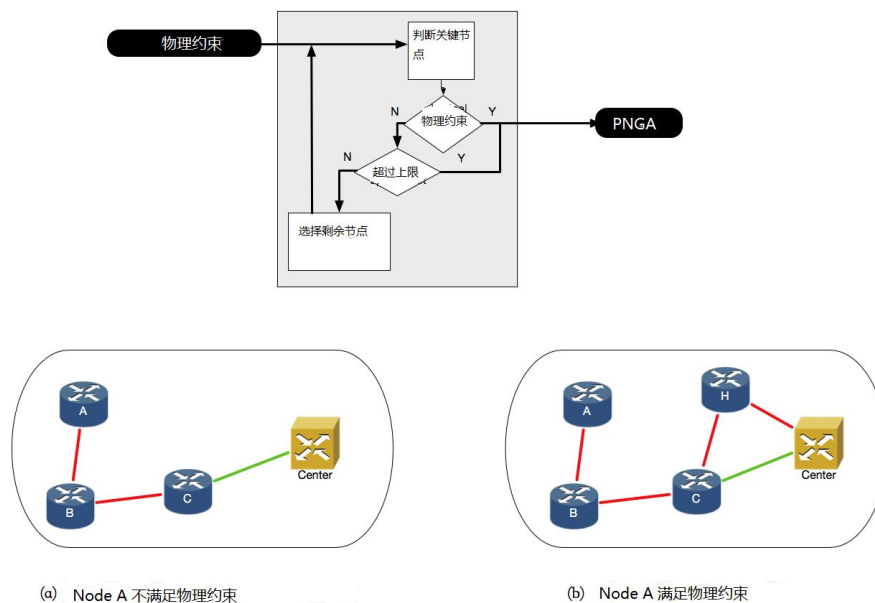 物理约束
判断关键节
点
N
Y
物理约束
PNGA
N
Y
超过上限
选择剩余节点
A
B
C
Center
A
H
B
C
Center
(a) Node A 不满足物理约束
(b) Node A 满足物理约束